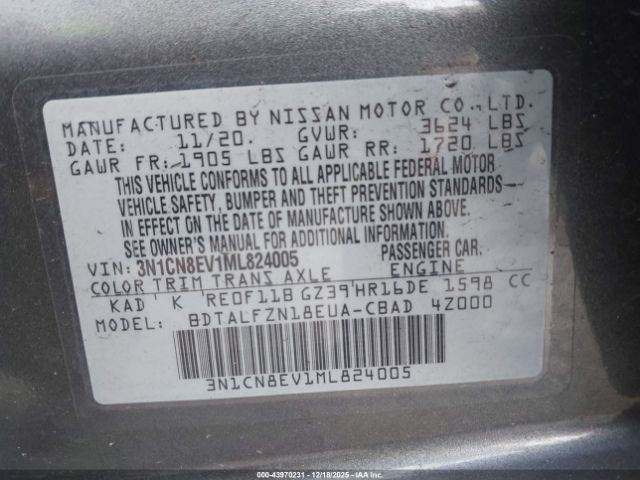 MANUFACTURED BY NISSAN MOTOR CO., LTD.
DATE: 11/20. GVWR: 3624 LBS
GAWR FR: 1905 LBS GAWR RR: 1720 LBS
THIS VEHICLE CONFORMS TO ALL APPLICABLE FEDERAL MOTOR
VEHICLE SAFETY, BUMPER AND THEFT PREVENTION STANDARDS
IN EFFECT ON THE DATE OF MANUFACTURE SHOWN ABOVE.
SEE OWNER'S MANUAL FOR ADDITIONAL INFORMATION.
VIN: 3N1CN8EV1ML824005 PASSENGER CAR.
COLOR TRIM TRANS AXLE ENGINE
KAD K RE0F11B GZ39 HR16DE 1598 CC
MODEL: BDTALFZN18EUA-CBAD 4Z000
3N1CN8EV1ML824005
000-43970231 - 12/18/2025 - IAA Inc.